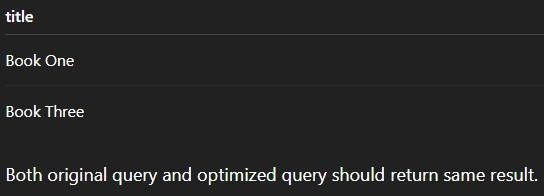 title
Book One
Book Three
Both original query and optimized query should return same result.